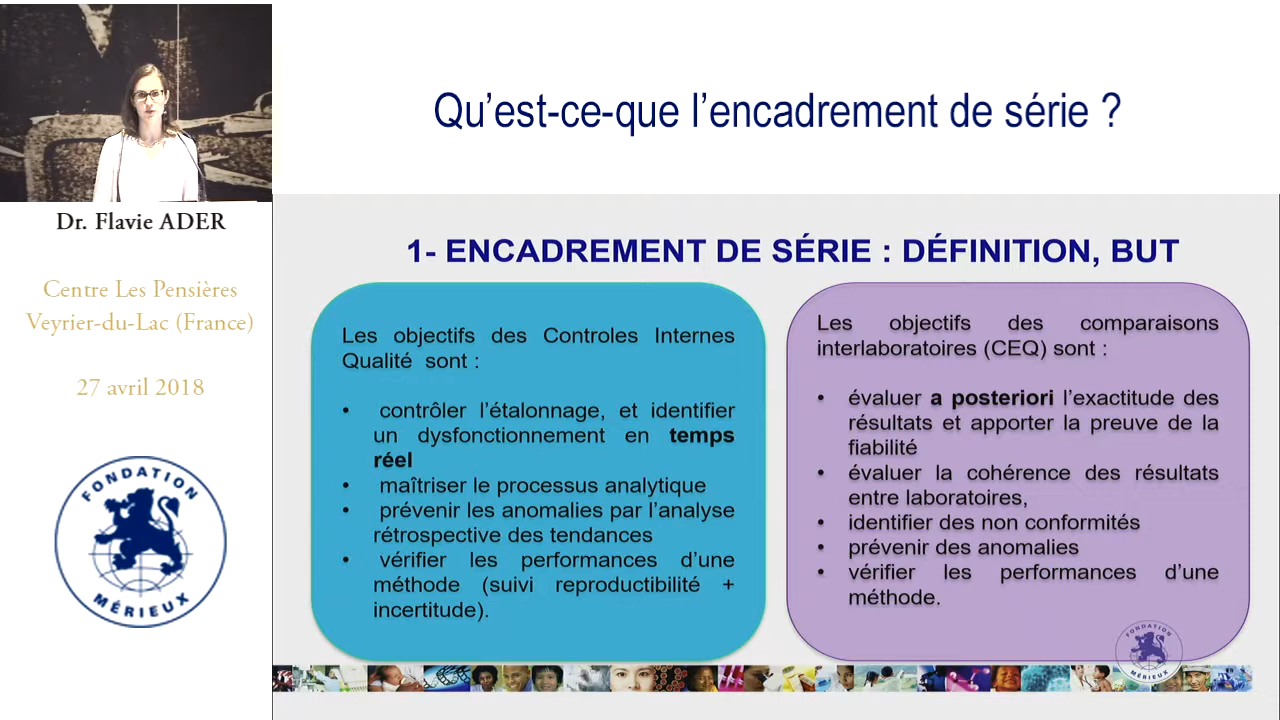 Qu’est-ce-que l’encadrement de série ?
Dr. Flavie ADER
Centre Les Pensières
Veyrier-du-Lac (France)
27 avril 2018
FONDATION
MÉRIEUX
1- ENCADREMENT DE SÉRIE : DÉFINITION, BUT
Les objectifs des Controles Internes
Qualité sont :
• contrôler l’étalonnage, et identifier
un dysfonctionnement en temps
réel
• maîtriser le processus analytique
• prévenir les anomalies par l’analyse
rétrospective des tendances
• vérifier les performances d’une
méthode (suivi reproductibilité +
incertitude).
Les objectifs des comparaisons
interlaboratoires (CEQ) sont :
• évaluer a posteriori l’exactitude des
résultats et apporter la preuve de la
fiabilité
• évaluer la cohérence des résultats
entre laboratoires,
• identifier des non conformités
• prévenir des anomalies
• vérifier les performances d’une
méthode.
FONDATION
MÉRIEUX